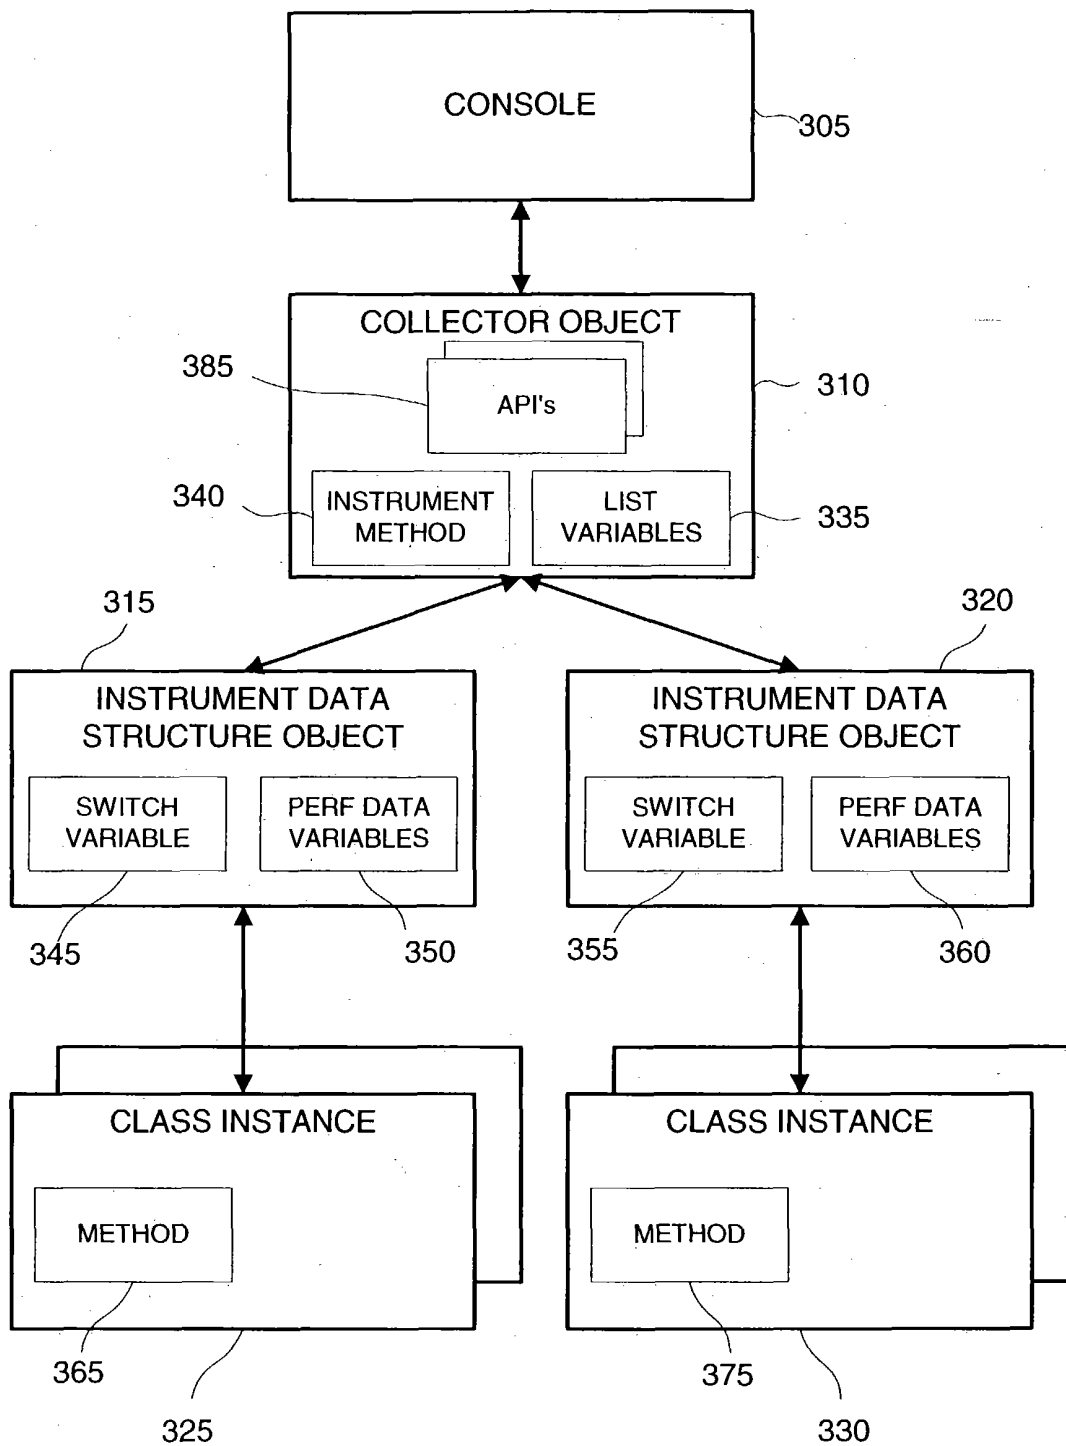 CONSOLE
305
COLLECTOR OBJECT
385
API's
310
340
INSTRUMENT
METHOD
LIST
VARIABLES
335
315
320
INSTRUMENT DATA
STRUCTURE OBJECT
SWITCH
VARIABLE
PERF DATA
VARIABLES
INSTRUMENT DATA
STRUCTURE OBJECT
SWITCH
VARIABLE
PERF DATA
VARIABLES
345
350
355
360
CLASS INSTANCE
METHOD
CLASS INSTANCE
METHOD
365
325
375
330